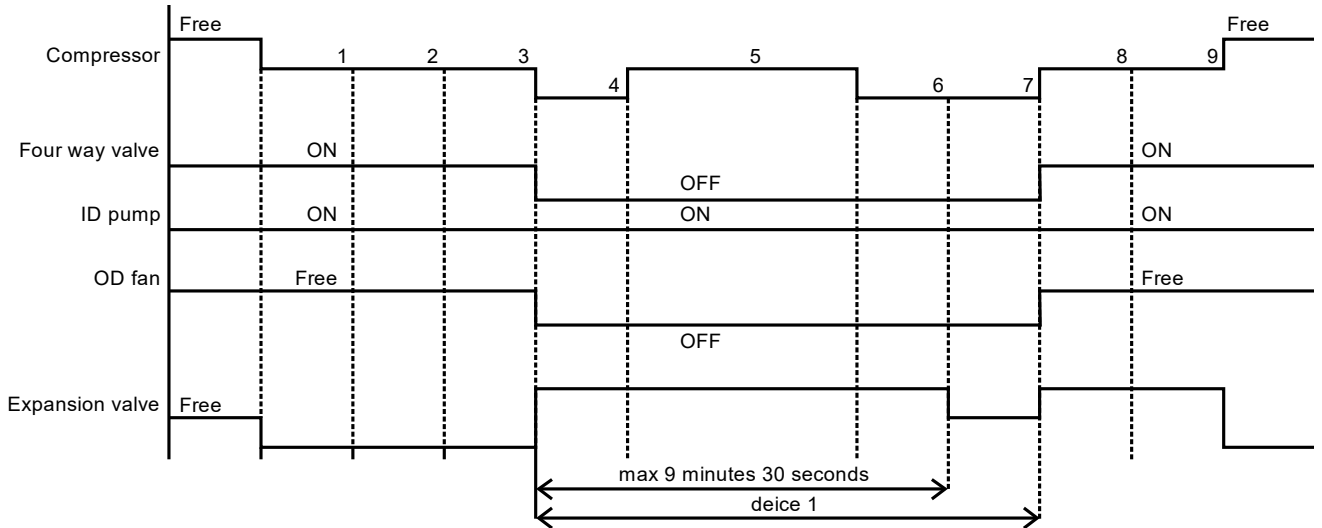 Free Free
Compressor 1 2 3 4 5 6 7 8 9
Four way valve ON OFF ON
ID pump ON ON ON
OD fan Free OFF Free
Expansion valve Free
max 9 minutes 30 seconds
deice 1